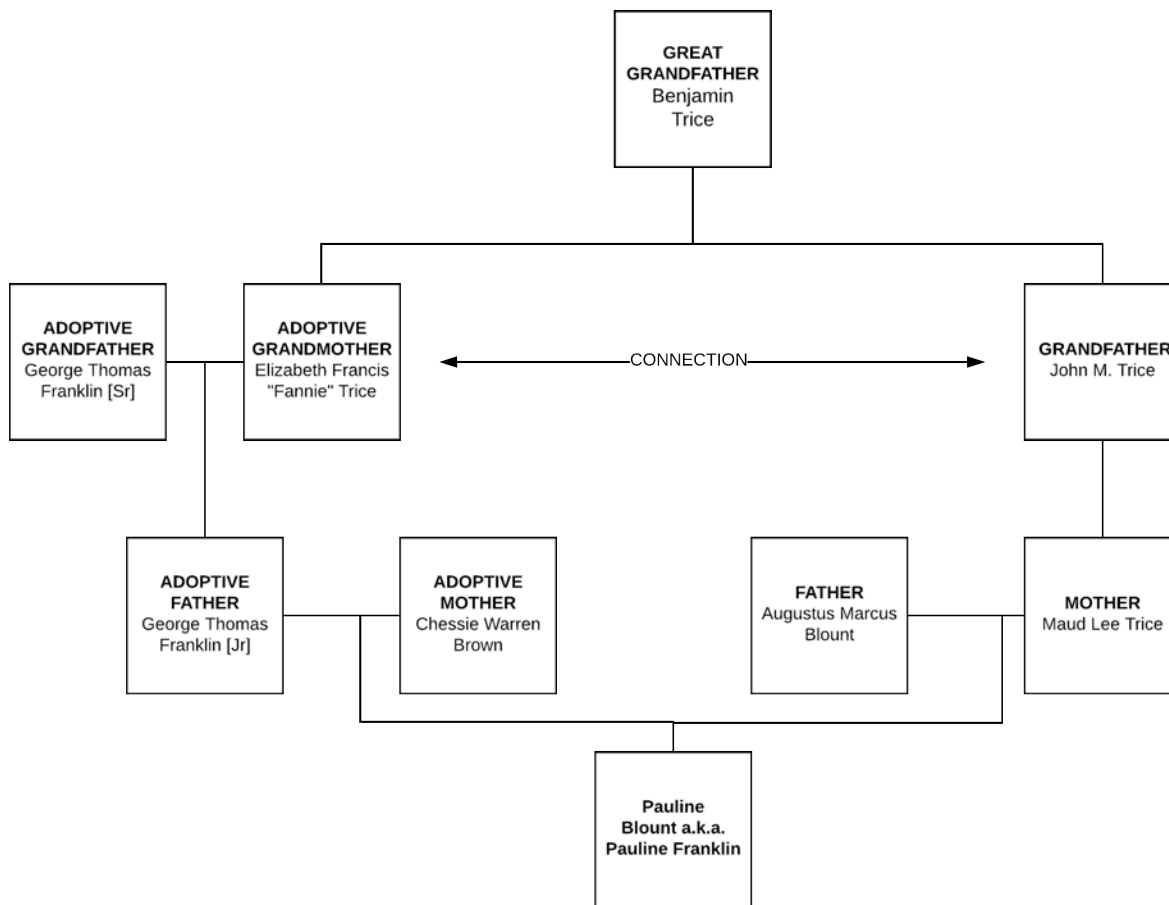 GREAT
GRANDFATHER
Benjamin
Trice
ADOPTIVE
GRANDFATHER
George Thomas
Franklin [Sr]
ADOPTIVE
GRANDMOTHER
Elizabeth Francis
"Fannie" Trice
CONNECTION
GRANDFATHER
John M. Trice
ADOPTIVE
FATHER
George Thomas
Franklin [Jr]
ADOPTIVE
MOTHER
Chessie Warren
Brown
FATHER
Augustus Marcus
Blount
MOTHER
Maud Lee Trice
Pauline
Blount a.k.a.
Pauline Franklin